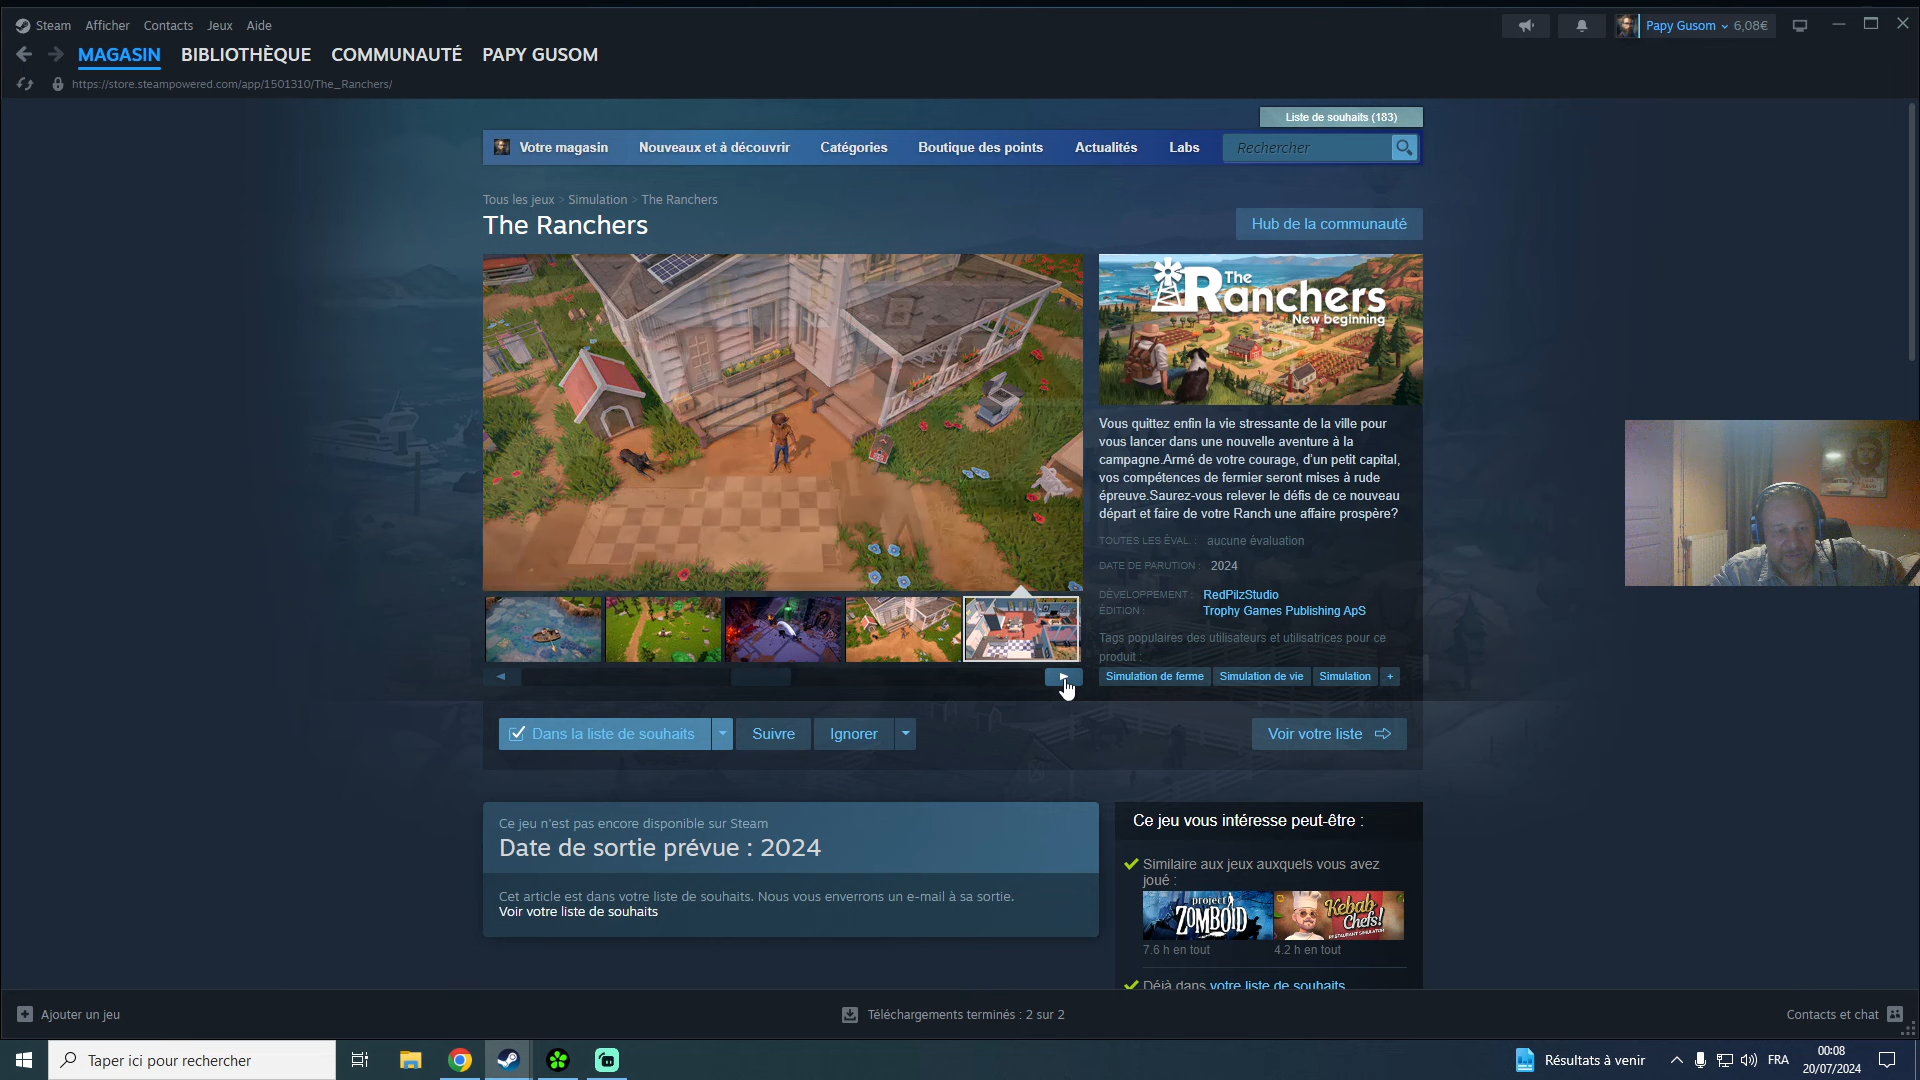 Steam Afficher Contacts Jeux Aide
Papy Gusom 6,08€
MAGASIN BIBLIOTHÈQUE COMMUNAUTÉ PAPY GUSOM
https://store.steampowered.com/app/1501310/The_Ranchers/
Liste de souhaits (183)
Votre magasin Nouveaux et à découvrir Catégories Boutique des points Actualités Labs Rechercher
Tous les jeux > Simulation > The Ranchers
The Ranchers
Hub de la communauté
The
Ranchers
New beginning
Vous quittez enfin la vie stressante de la ville pour
vous lancer dans une nouvelle aventure à la
campagne.Armé de votre courage, d'un petit capital,
vos compétences de fermier seront mises à rude
épreuve.Saurez-vous relever le défis de ce nouveau
départ et faire de votre Ranch une affaire prospère?
TOUTES LES ÉVAL. : aucune évaluation
DATE DE PARUTION : 2024
DÉVELOPPEMENT : RedPilzStudio
ÉDITION : Trophy Games Publishing ApS
Tags populaires des utilisateurs et utilisatrices pour ce
produit :
Simulation de ferme Simulation de vie Simulation +
Dans la liste de souhaits Suivre Ignorer Voir votre liste
Ce jeu n'est pas encore disponible sur Steam
Date de sortie prévue : 2024
Cet article est dans votre liste de souhaits. Nous vous enverrons un e-mail à sa sortie.
Voir votre liste de souhaits
Ce jeu vous intéresse peut-être :
Similaire aux jeux auxquels vous avez
joué :
project
ZOMBOID
Kebab
Chefs!
RESTAURANT SIMULATOR
7.6 h en tout 4.2 h en tout
Déjà dans votre liste de souhaits
Ajouter un jeu Téléchargements terminés : 2 sur 2 Contacts et chat
Taper ici pour rechercher
Résultats à venir FRA
00:08
20/07/2024